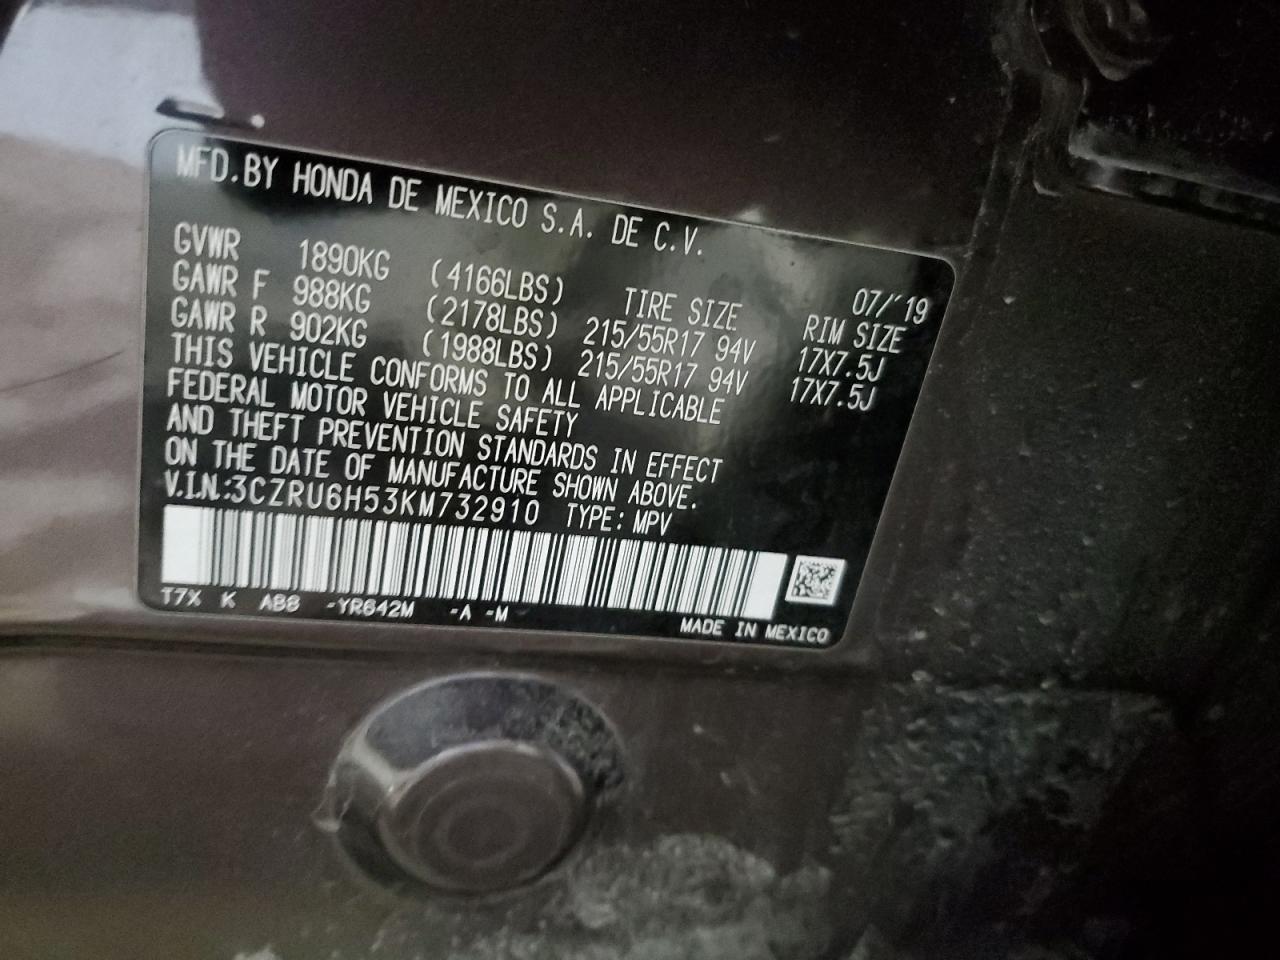 MFD.BY HONDA DE MEXICO S.A. DE C.V.
07/'19
GVWR 1890KG (4166LBS) TIRE SIZE RIM SIZE
GAWR F 988KG (2178LBS) 215/55R17 94V 17X7.5J
GAWR R 902KG (1988LBS) 215/55R17 94V 17X7.5J
THIS VEHICLE CONFORMS TO ALL APPLICABLE
FEDERAL MOTOR VEHICLE SAFETY
AND THEFT PREVENTION STANDARDS IN EFFECT
ON THE DATE OF MANUFACTURE SHOWN ABOVE.
V.I.N:3CZRU6H53KM732910 TYPE: MPV
T7X K AB8 -YR642M -A -M
MADE IN MEXICO